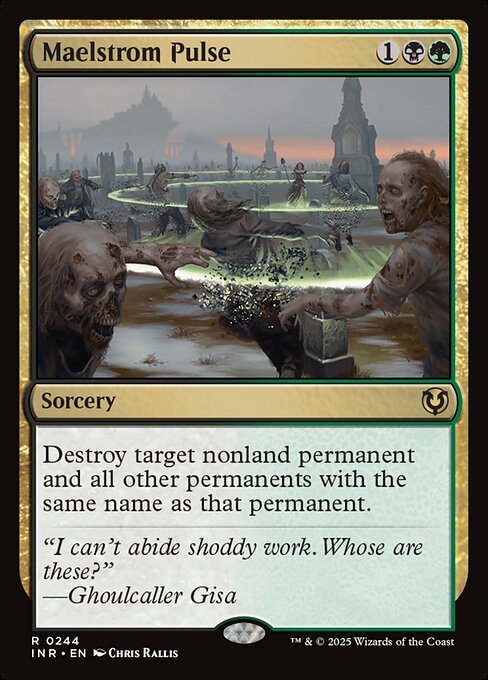 Maelstrom Pulse 1
Sorcery
Destroy target nonland permanent
and all other permanents with the
same name as that permanent.
“I can’t abide shoddy work. Whose are
these?”
—Ghoulcaller Gisa
R 0244
INR • EN Chris Rallis
™ & © 2025 Wizards of the Coast